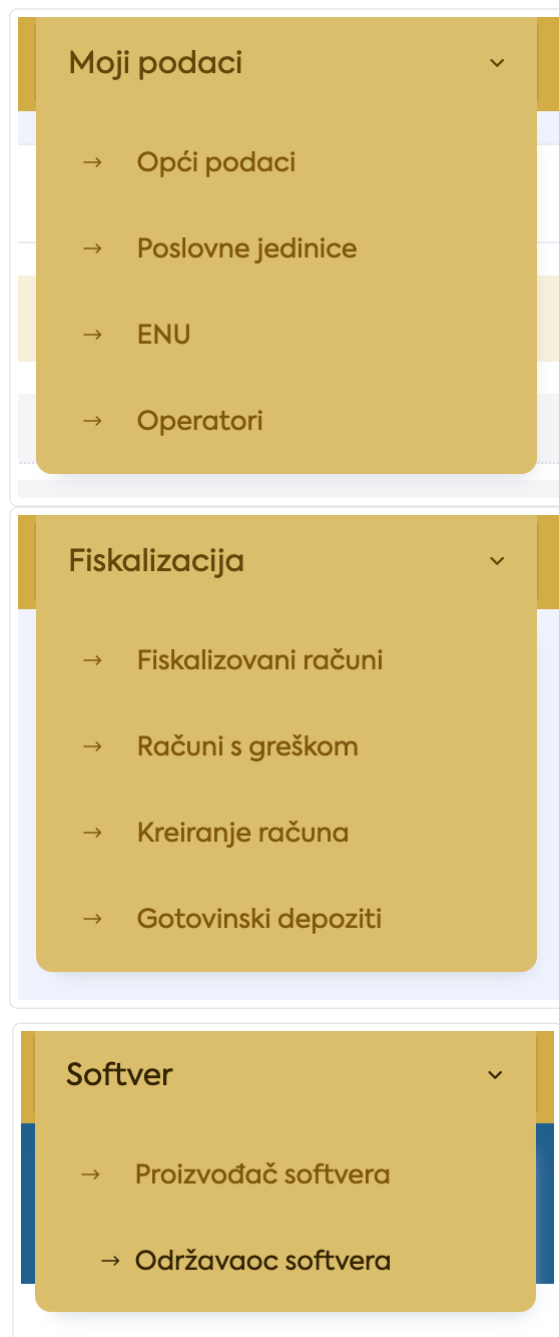 Moji podaci
Opći podaci
Poslovne jedinice
ENU
Operatori
Fiskalizacija
Fiskalizovani računi
Računi s greškom
Kreiranje računa
Gotovinski depoziti
Softver
Proizvođač softvera
Održavaoc softvera